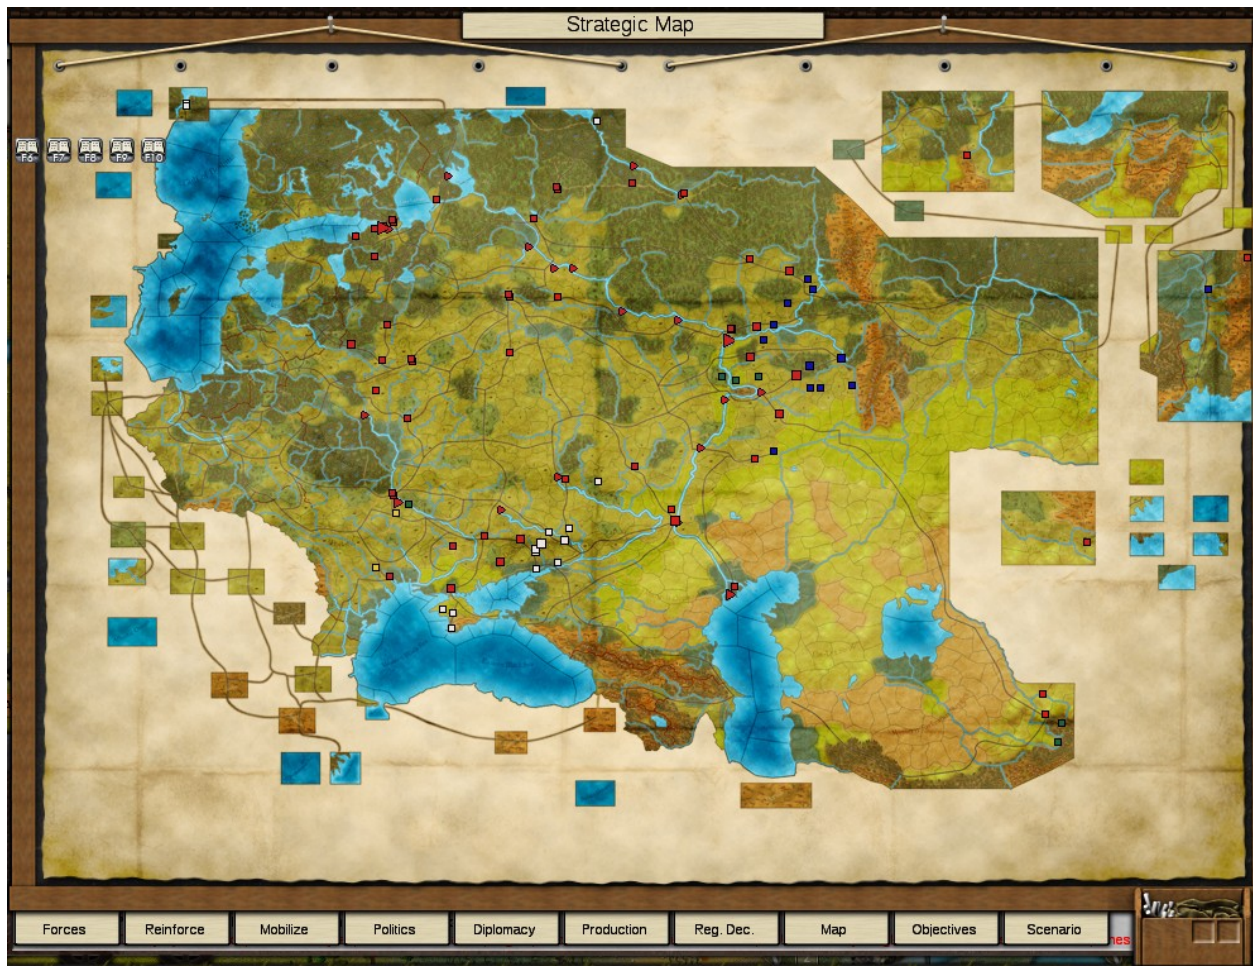 Strategic Map
F6 F7 F8 F9 F10
Forces Reinforce Mobilize Politics Diplomacy Production Reg. Dec. Map Objectives Scenario